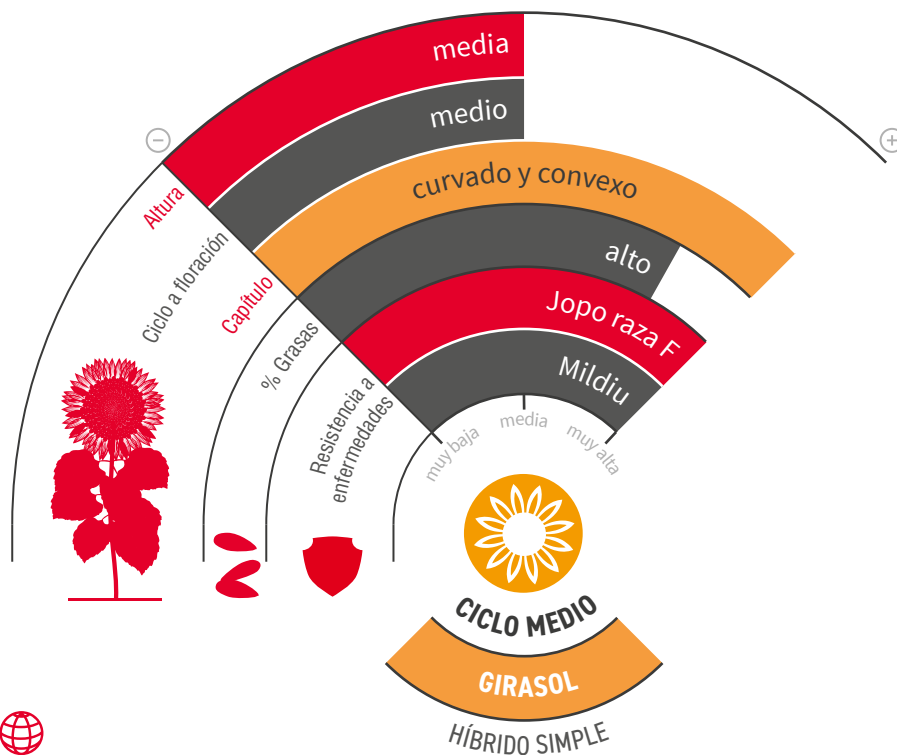 −
+
media
medio
curvado y convexo
alto
Jopo raza F
Mildiu
Altura
Ciclo a floración
Capítulo
% Grasas
Resistencia a
enfermedades
muy baja
media
muy alta
CICLO MEDIO
GIRASOL
HÍBRIDO SIMPLE